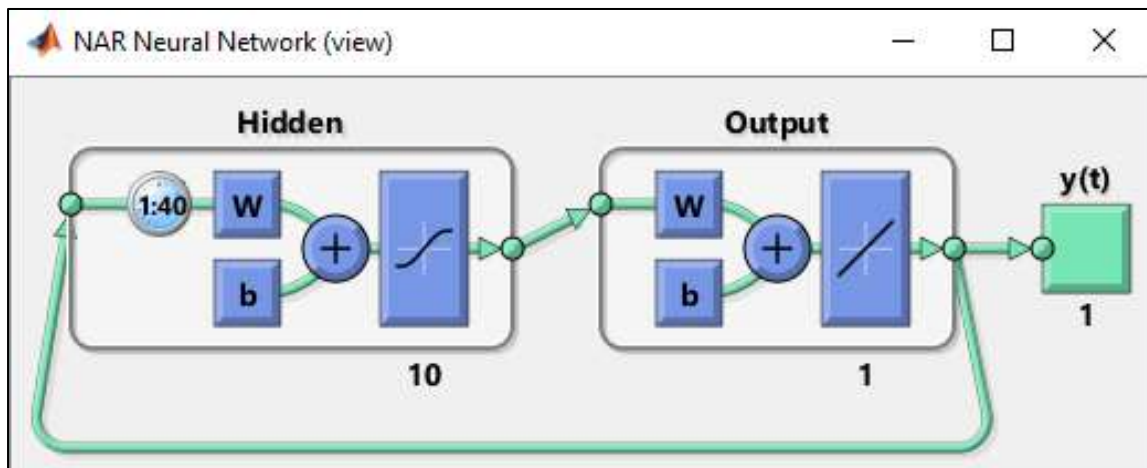 NAR Neural Network (view)
Hidden
Output
y(t)
1:40
W
b
W
b
10
1
1